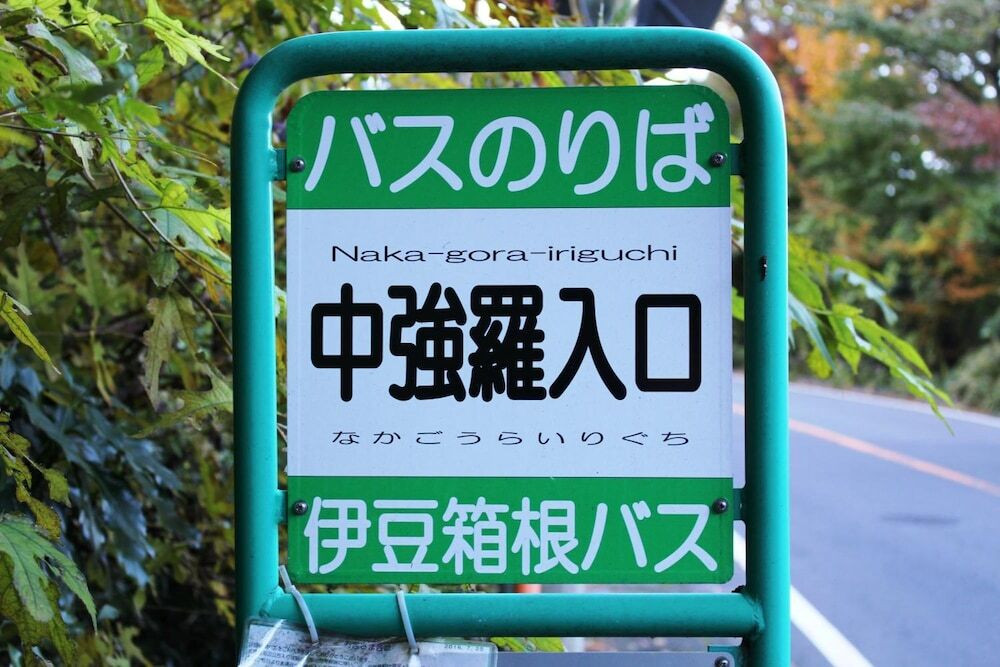 バスのりば
Naka-gora-iriguchi
中強羅入口
なかごうらいりぐち
伊豆箱根バス